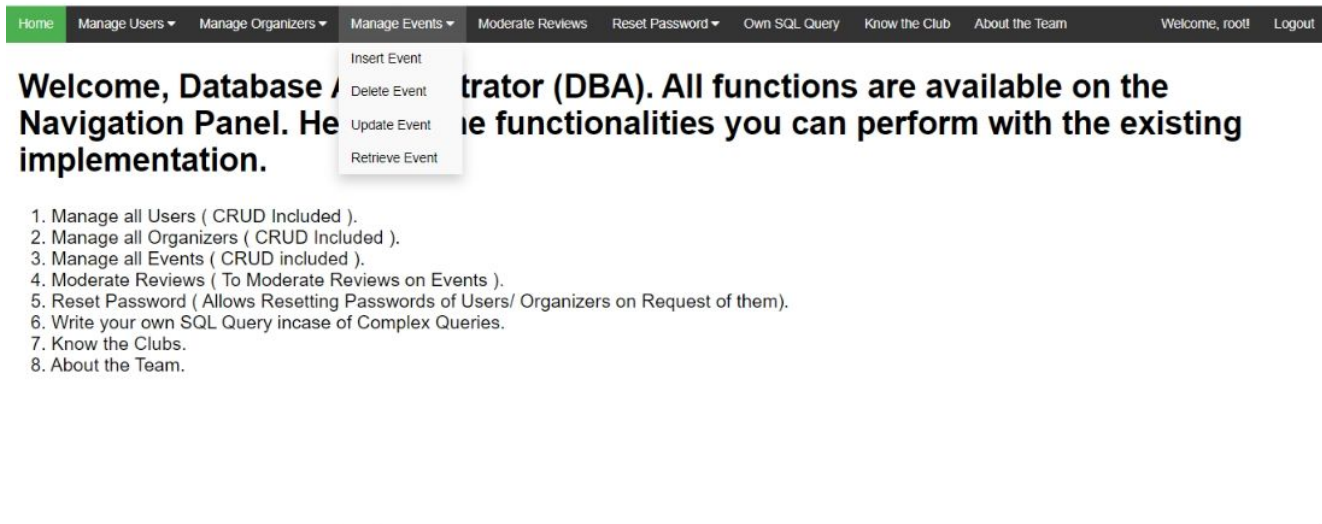 Home Manage Users Manage Organizers Manage Events Moderate Reviews Reset Password Own SQL Query Know the Club About the Team Welcome, root!! Logout
Insert Event
Delete Event
Update Event
Retrieve Event
Welcome, Database trator (DBA). All functions are available on the
Navigation Panel. functionalities you can perform with the existing
implementation.
1. Manage all Users ( CRUD Included ).
2. Manage all Organizers ( CRUD Included ).
3. Manage all Events ( CRUD included ).
4. Moderate Reviews ( To Moderate Reviews on Events ).
5. Reset Password ( Allows Resetting Passwords of Users/ Organizers on Request of them).
6. Write your own SQL Query incase of Complex Queries.
7. Know the Clubs.
8. About the Team.